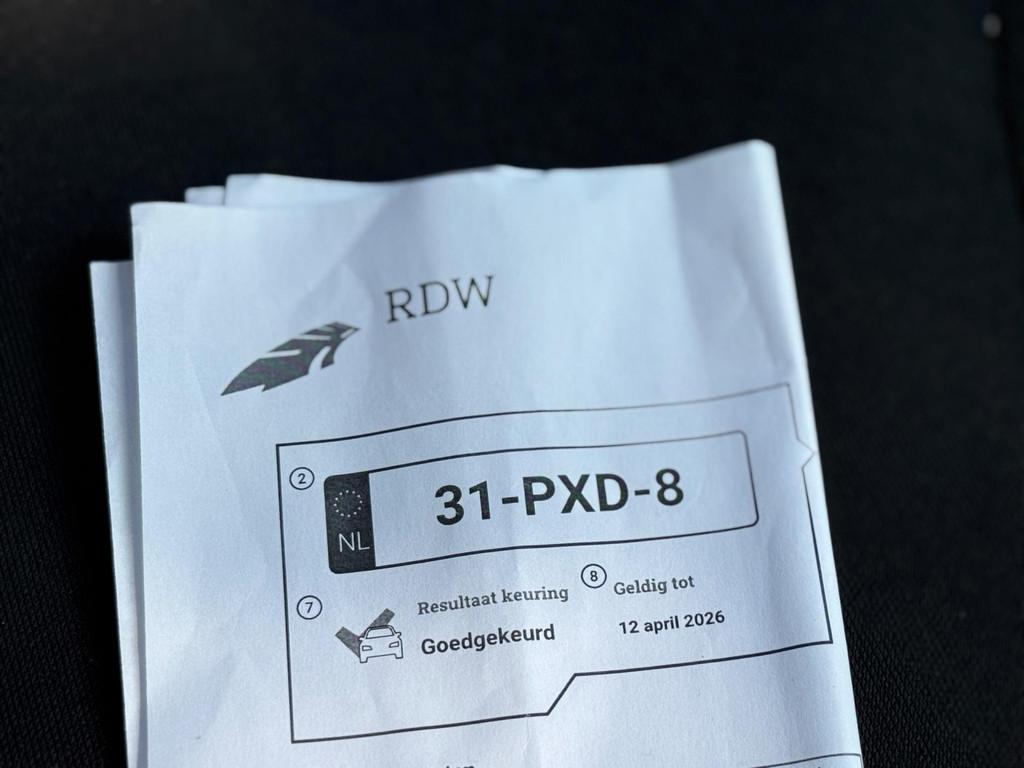 RDW
2
NL 31-PXD-8
7 Resultaat keuring 8 Geldig tot
Goedgekeurd 12 april 2026